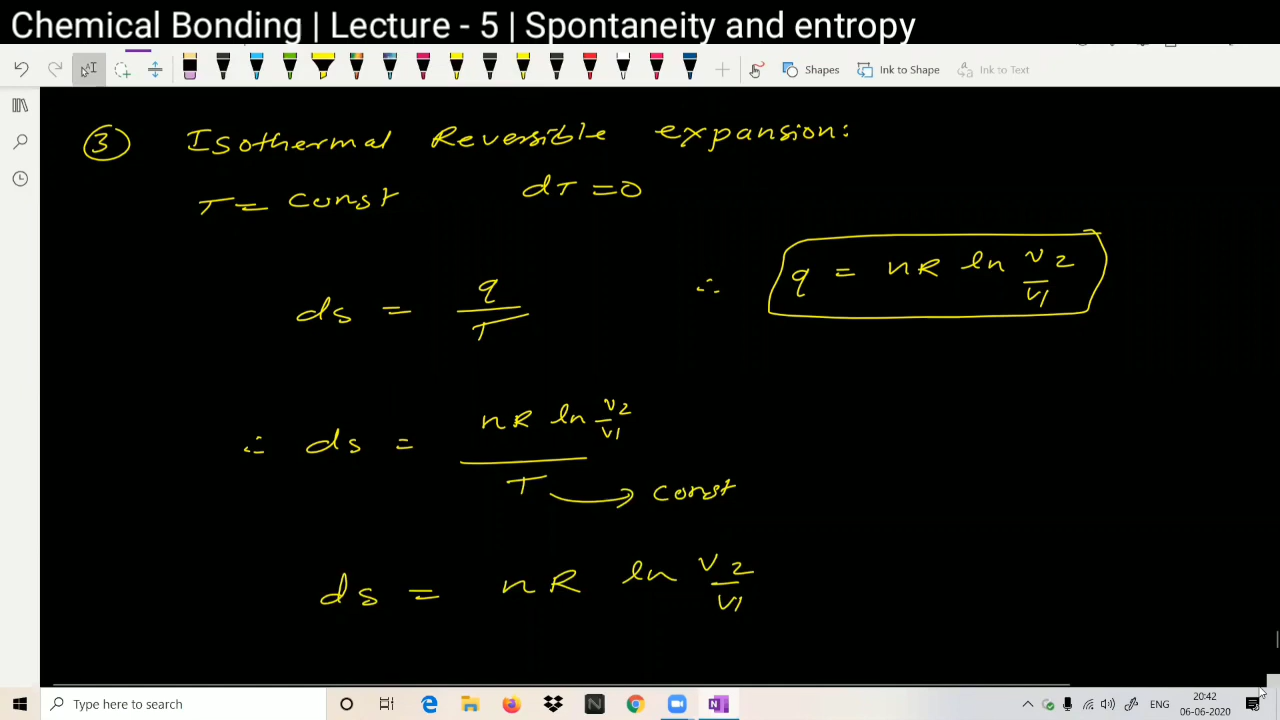 Chemical Bonding | Lecture - 5 | Spontaneity and entropy
Shapes Ink to Shape Ink to Text
③ Isothermal Reversible expansion:
T = const dT = 0
ds = q/T ∴ q = nR ln V2/V1
∴ ds = nR ln V2/V1 / T → const
ds = nR ln V2/V1
Type here to search
ENG 20:42
06-06-2020